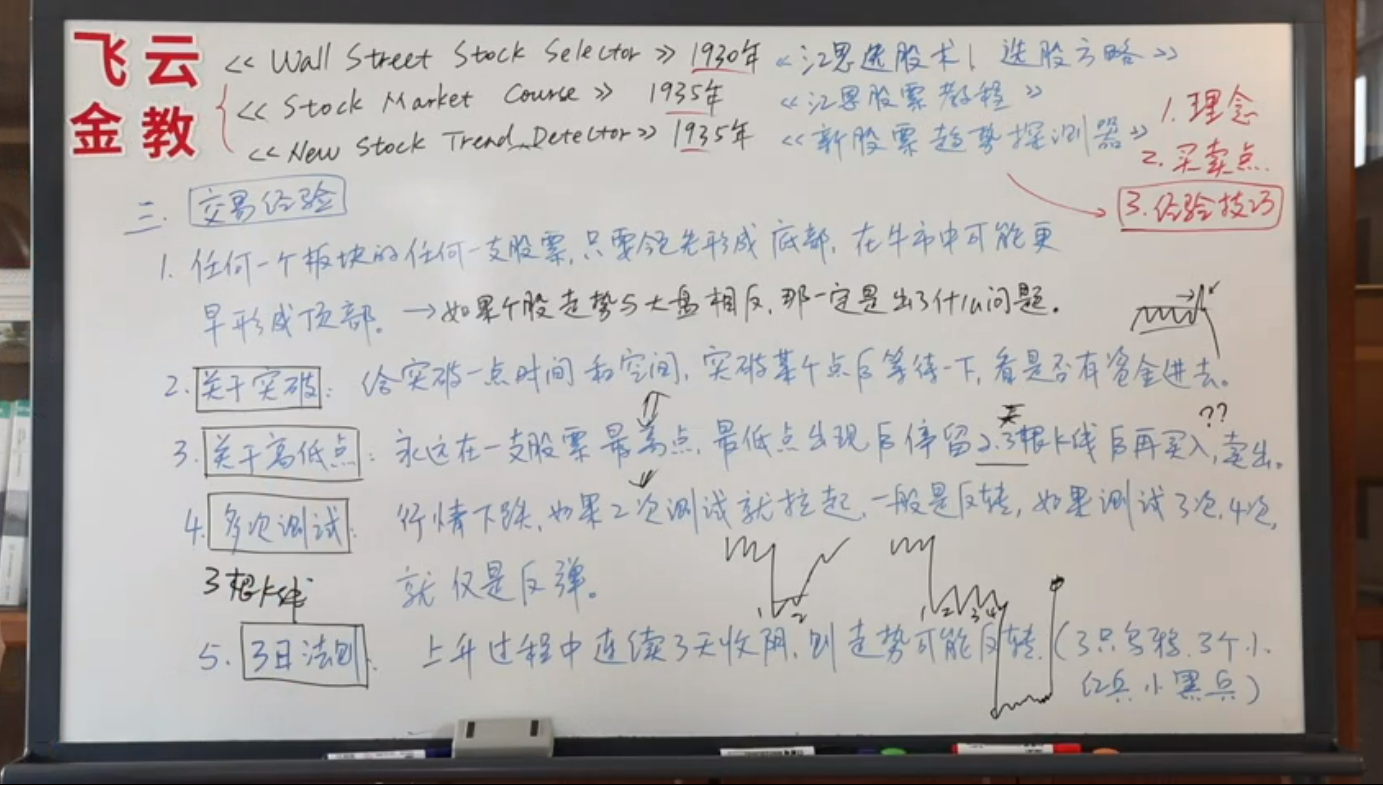 飞云
金教
<< Wall Street Stock Selector >> 1930年 《江恩选股术| 选股方略》
<< Stock Market Course >> 1935年 《江恩股票教程》
<< New Stock Trend Detector >> 1935年 《新股票趋势探测器》
1. 理念
2. 买卖点.
3. 经验技巧
三. 交易经验
1. 任何一个板块的任何一支股票,只要领先形成底部,在牛市中可能更
早形成顶部。→如果个股走势与大盘相反,那一定是出了什么问题.
2. 关于突破: 给突破一点时间和空间,突破某个点后等待一下,看是否有资金进去。
??
3. 关于高低点: 永远在一支股票最高点.最低点出现后停留2.3根K线后再买入,卖出。
4. 多次测试: 行情下跌,如果2次测试就拉起,一般是反转,如果测试3次,4次,
就仅是反弹。
1 2
1 2 3 4
3根K线
5. 3日法则. 上升过程中连续3天收阴,则走势可能反转.(3只乌鸦.3个小
红兵小黑兵)